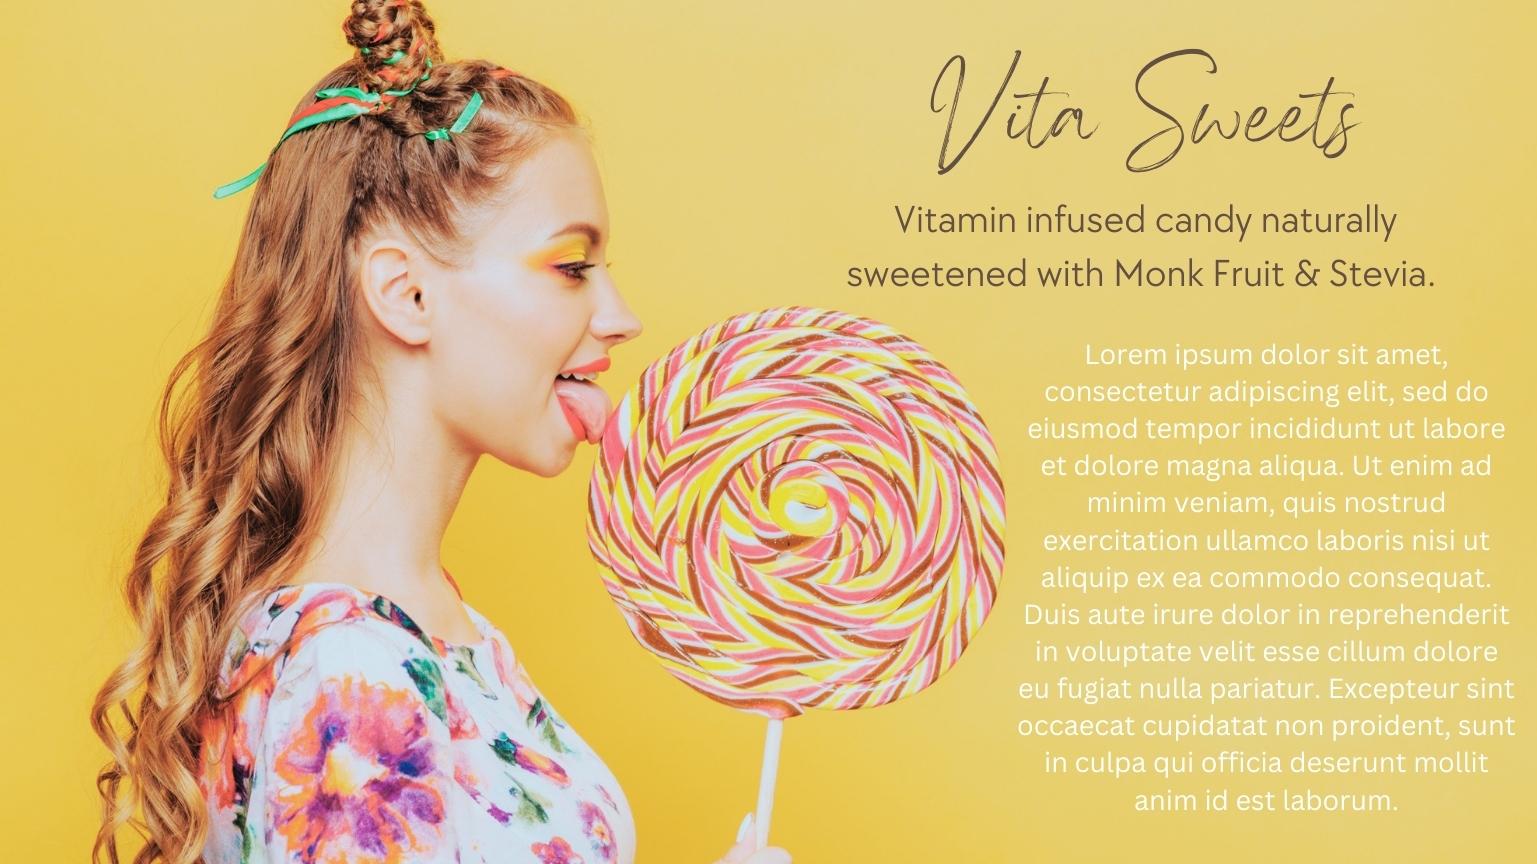 Vita Sweets
Vitamin infused candy naturally
sweetened with Monk Fruit & Stevia.
Lorem ipsum dolor sit amet,
consectetur adipiscing elit, sed do
eiusmod tempor incididunt ut labore
et dolore magna aliqua. Ut enim ad
minim veniam, quis nostrud
exercitation ullamco laboris nisi ut
aliquip ex ea commodo consequat.
Duis aute irure dolor in reprehenderit
in voluptate velit esse cillum dolore
eu fugiat nulla pariatur. Excepteur sint
occaecat cupidatat non proident, sunt
in culpa qui officia deserunt mollit
anim id est laborum.